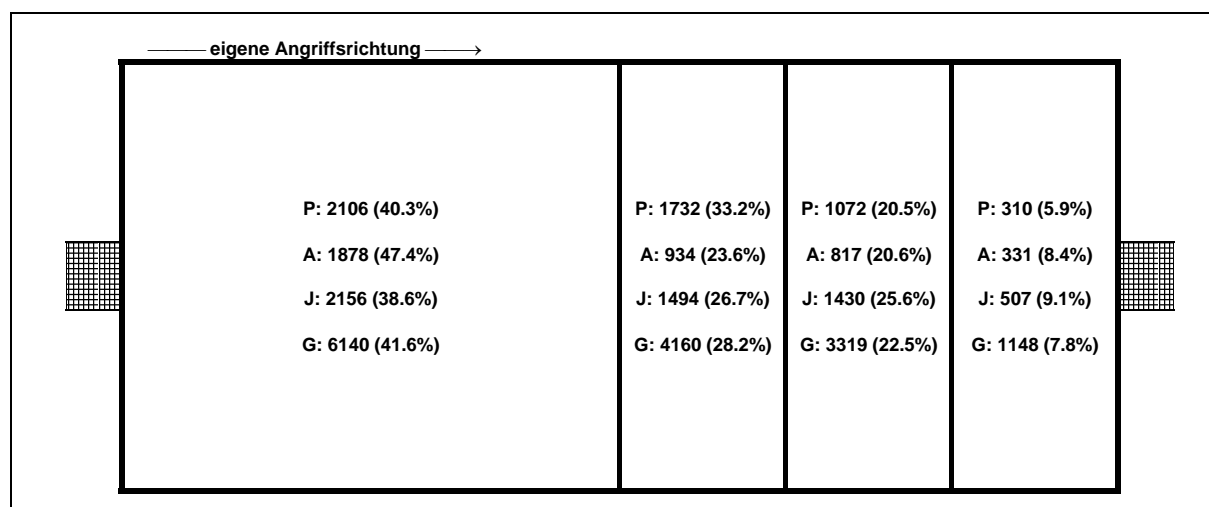 eigene Angriffsrichtung
P: 2106 (40.3%) P: 1732 (33.2%) P: 1072 (20.5%) P: 310 (5.9%)
A: 1878 (47.4%) A: 934 (23.6%) A: 817 (20.6%) A: 331 (8.4%)
J: 2156 (38.6%) J: 1494 (26.7%) J: 1430 (25.6%) J: 507 (9.1%)
G: 6140 (41.6%) G: 4160 (28.2%) G: 3319 (22.5%) G: 1148 (7.8%)